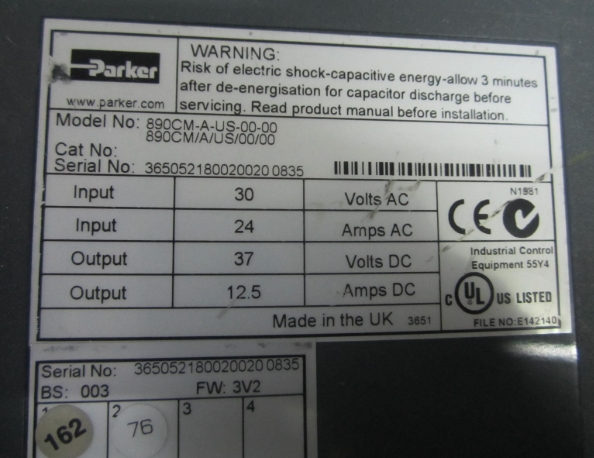 Parker
www.parker.com
WARNING:
Risk of electric shock-capacitive energy-allow 3 minutes
after de-energisation for capacitor discharge before
servicing. Read product manual before installation.
Model No: 890CM-A-US-00-00
890CM/A/US/00/00
Cat No:
Serial No: 365052180020020 0835
Input 30 Volts AC
Input 24 Amps AC
Output 37 Volts DC
Output 12.5 Amps DC
CE N1881
Industrial Control
Equipment 55Y4
C UL US LISTED
FILE NO:E142140
Made in the UK 3651
Serial No: 365052180020020 0835
BS: 003 FW: 3V2
1 2 3 4
162 76